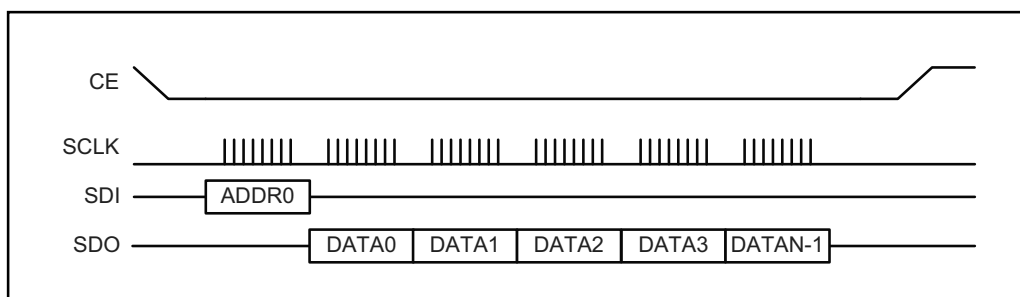 CE
SCLK
SDI ADDR0
SDO DATA0 DATA1 DATA2 DATA3 DATAN-1